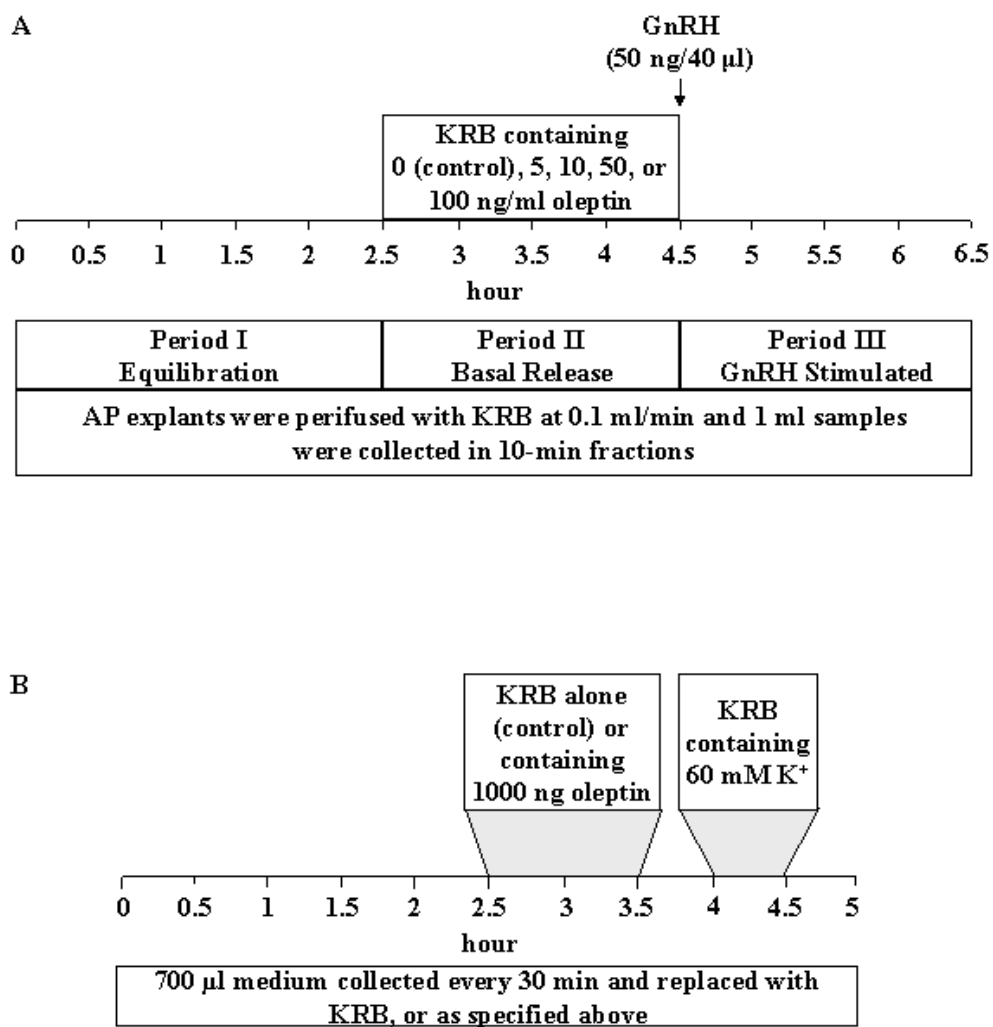 A
GnRH
(50 ng/40 µl)
KRB containing
0 (control), 5, 10, 50, or
100 ng/ml oleptin
0 0.5 1 1.5 2 2.5 3 3.5 4 4.5 5 5.5 6 6.5
hour
Period I
Equilibration
Period II
Basal Release
Period III
GnRH Stimulated
AP explants were perifused with KRB at 0.1 ml/min and 1 ml samples
were collected in 10-min fractions
B
KRB alone
(control) or
containing
1000 ng oleptin
KRB
containing
60 mM K⁺
0 0.5 1 1.5 2 2.5 3 3.5 4 4.5 5
hour
700 µl medium collected every 30 min and replaced with
KRB, or as specified above